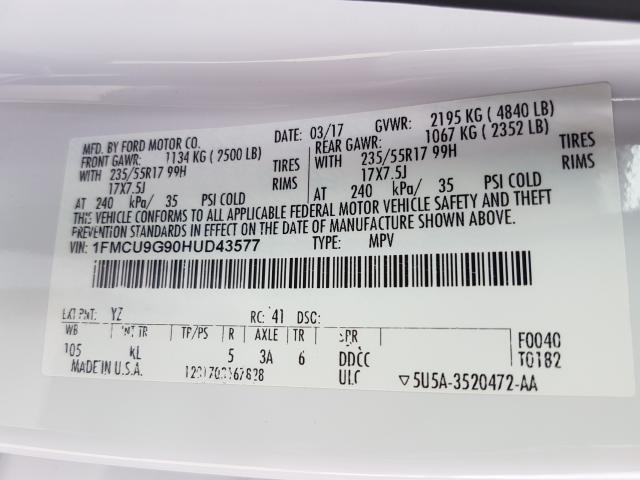 MFD. BY FORD MOTOR CO. DATE: 03/17 GVWR: 2195 KG ( 4840 LB)
FRONT GAWR: 1134 KG ( 2500 LB) REAR GAWR: 1067 KG ( 2352 LB)
WITH 235/55R17 99H TIRES WITH 235/55R17 99H TIRES
17X7.5J RIMS 17X7.5J RIMS
AT 240 kPa/ 35 PSI COLD AT 240 kPa/ 35 PSI COLD
THIS VEHICLE CONFORMS TO ALL APPLICABLE FEDERAL MOTOR VEHICLE SAFETY AND THEFT
PREVENTION STANDARDS IN EFFECT ON THE DATE OF MANUFACTURE SHOWN ABOVE.
VIN: 1FMCU9G90HUD43577 TYPE: MPV
EXT PNT: YZ RC: 41 DSC:
WB INT TR TP/PS R AXLE TR SPR F0040
105 KL 5 3A 6 DDCC T0182
MADE IN U.S.A. ULC ▽5U5A-3520472-AA